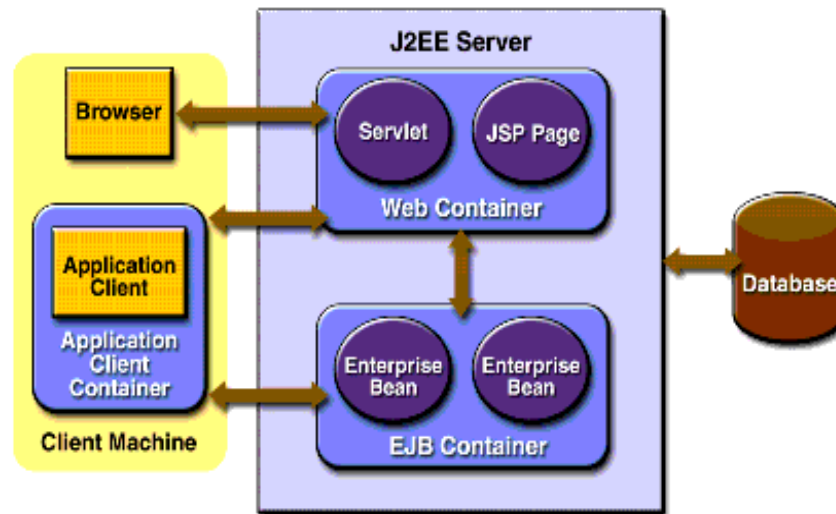 J2EE Server
Browser
Servlet
JSP Page
Web Container
Application
Client
Application
Client
Container
Client Machine
Enterprise
Bean
Enterprise
Bean
EJB Container
Database